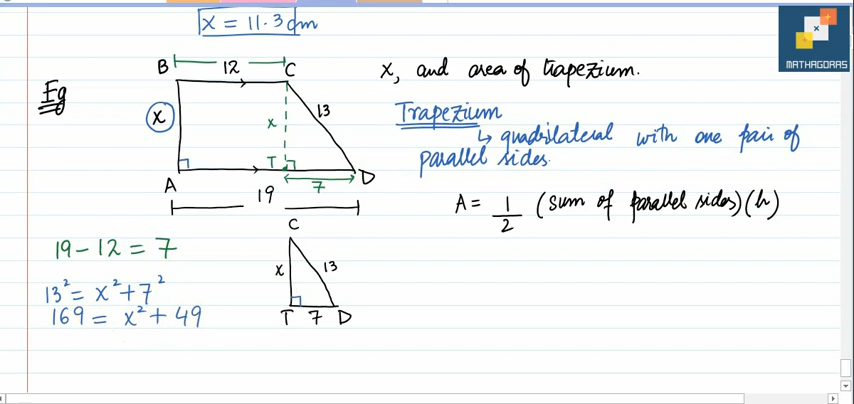 x = 11.3 cm
MATHAGORAS
Eg
B 12 C
x, and area of trapezium.
x
x
13
Trapezium
↳ quadrilateral with one pair of
parallel sides.
T
A
7
D
19
A = 1/2 (sum of parallel sides)(h)
19 - 12 = 7
13² = x² + 7²
169 = x² + 49
C
x
13
T 7 D